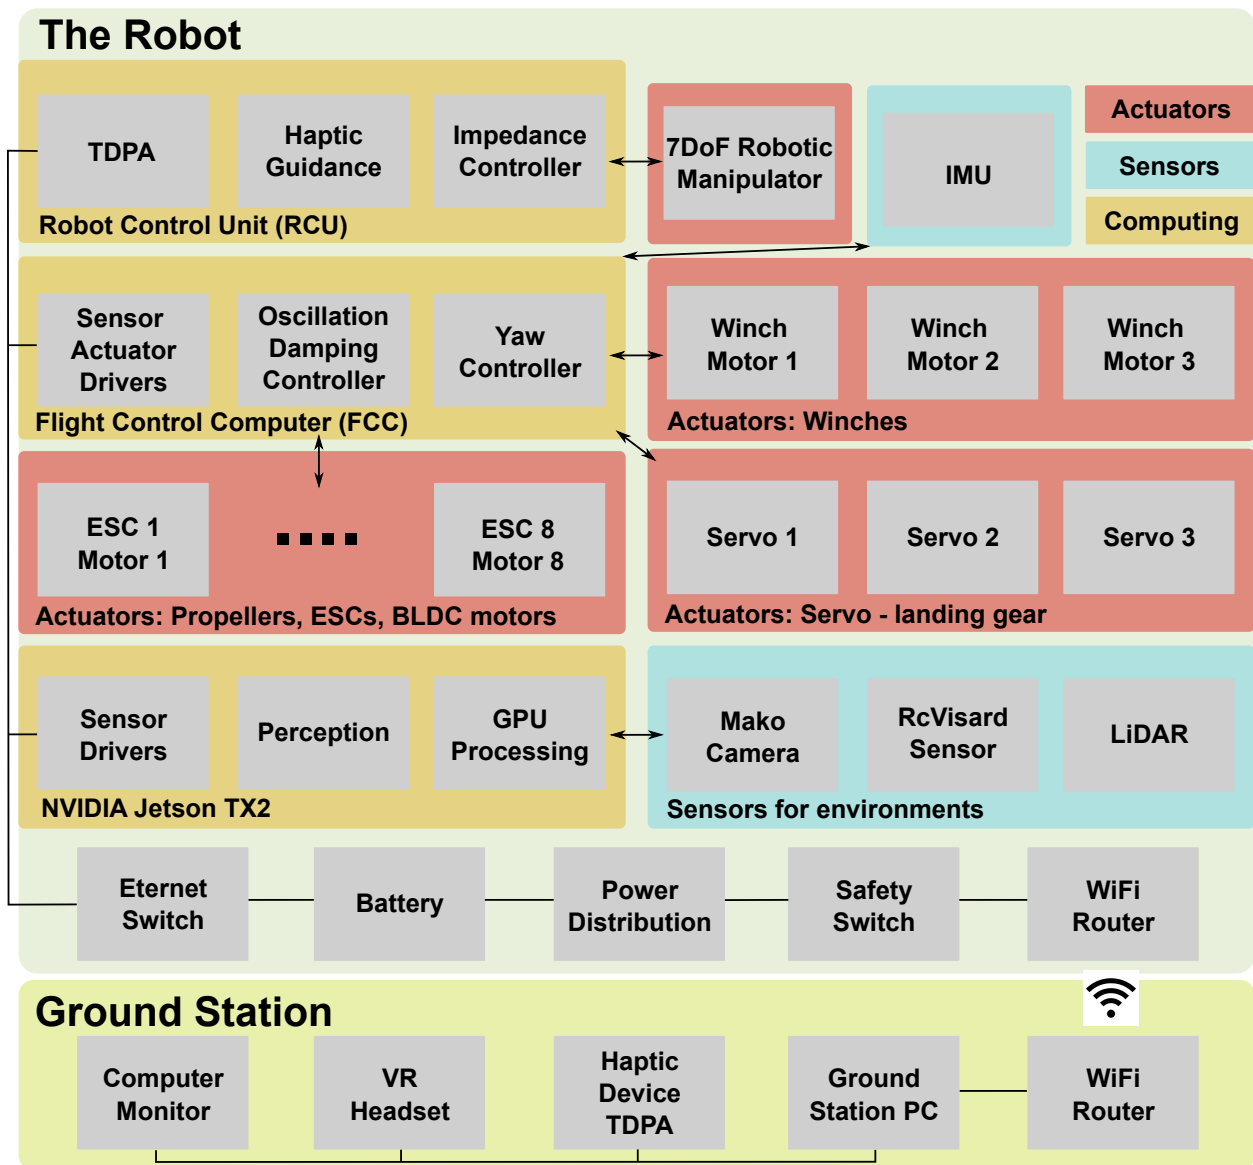 The Robot
TDPA
Haptic
Guidance
Impedance
Controller
Robot Control Unit (RCU)
7DoF Robotic
Manipulator
IMU
Actuators
Sensors
Computing
Sensor
Actuator
Drivers
Oscillation
Damping
Controller
Yaw
Controller
Flight Control Computer (FCC)
Winch
Motor 1
Winch
Motor 2
Winch
Motor 3
Actuators: Winches
ESC 1
Motor 1
ESC 8
Motor 8
Actuators: Propellers, ESCs, BLDC motors
Servo 1
Servo 2
Servo 3
Actuators: Servo - landing gear
Sensor
Drivers
Perception
GPU
Processing
NVIDIA Jetson TX2
Mako
Camera
RcVisard
Sensor
LiDAR
Sensors for environments
Eternet
Switch
Battery
Power
Distribution
Safety
Switch
WiFi
Router
Ground Station
Computer
Monitor
VR
Headset
Haptic
Device
TDPA
Ground
Station PC
WiFi
Router